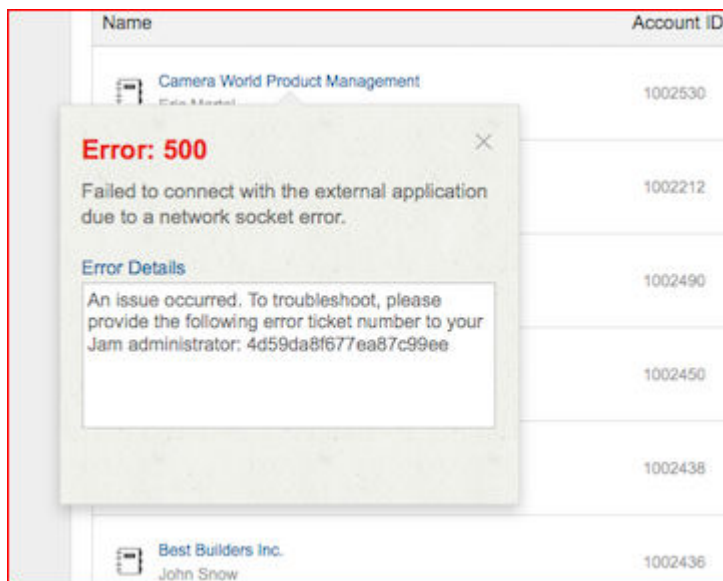 Name Account ID
Camera World Product Management
1002530
Error: 500
Failed to connect with the external application
due to a network socket error.
1002212
Error Details
An issue occurred. To troubleshoot, please
provide the following error ticket number to your
Jam administrator: 4d59da8f677ea87c99ee
1002490
1002450
1002438
Best Builders Inc.
John Snow
1002436